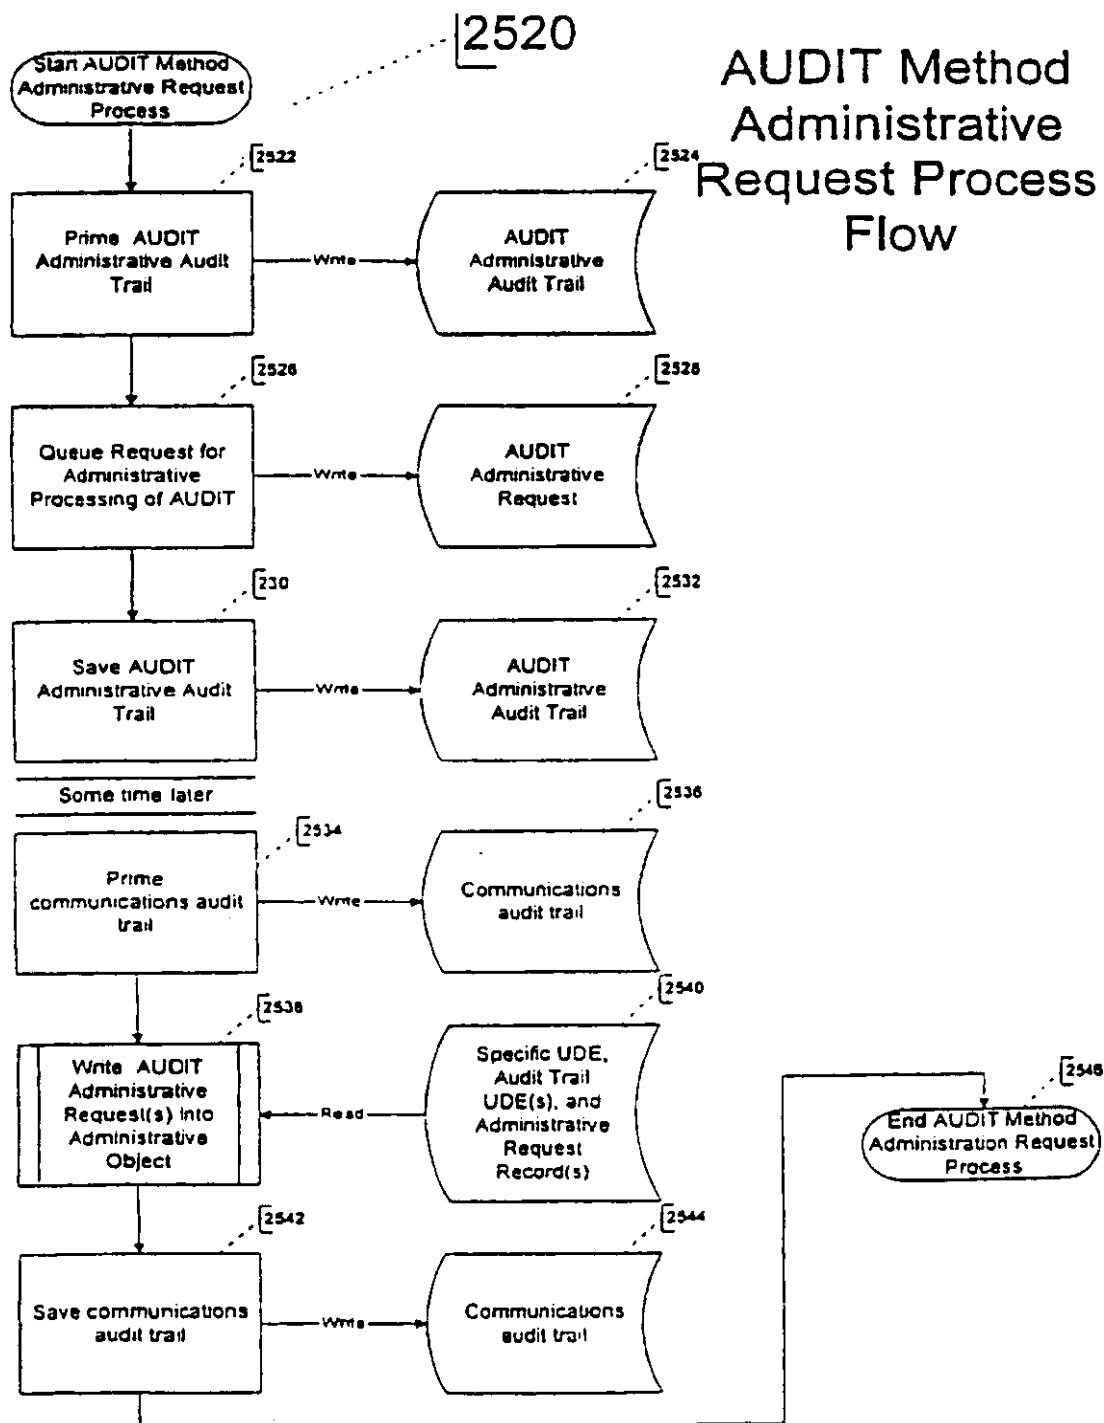 2520
AUDIT Method
Administrative
Request Process
Flow
Start AUDIT Method
Administrative Request
Process
2522
2524
Prime AUDIT
Administrative Audit
Trail
Write
AUDIT
Administrative
Audit Trail
2526
2528
Queue Request for
Administrative
Processing of AUDIT
Write
AUDIT
Administrative
Request
230
2532
Save AUDIT
Administrative Audit
Trail
Write
AUDIT
Administrative
Audit Trail
Some time later
2534
2536
Prime
communications audit
trail
Write
Communications
audit trail
2538
2540
Write AUDIT
Administrative
Request(s) Into
Administrative
Object
Read
Specific UDE,
Audit Trail
UDE(s), and
Administrative
Request
Record(s)
2546
End AUDIT Method
Administration Request
Process
2542
2544
Save communications
audit trail
Write
Communications
audit trail